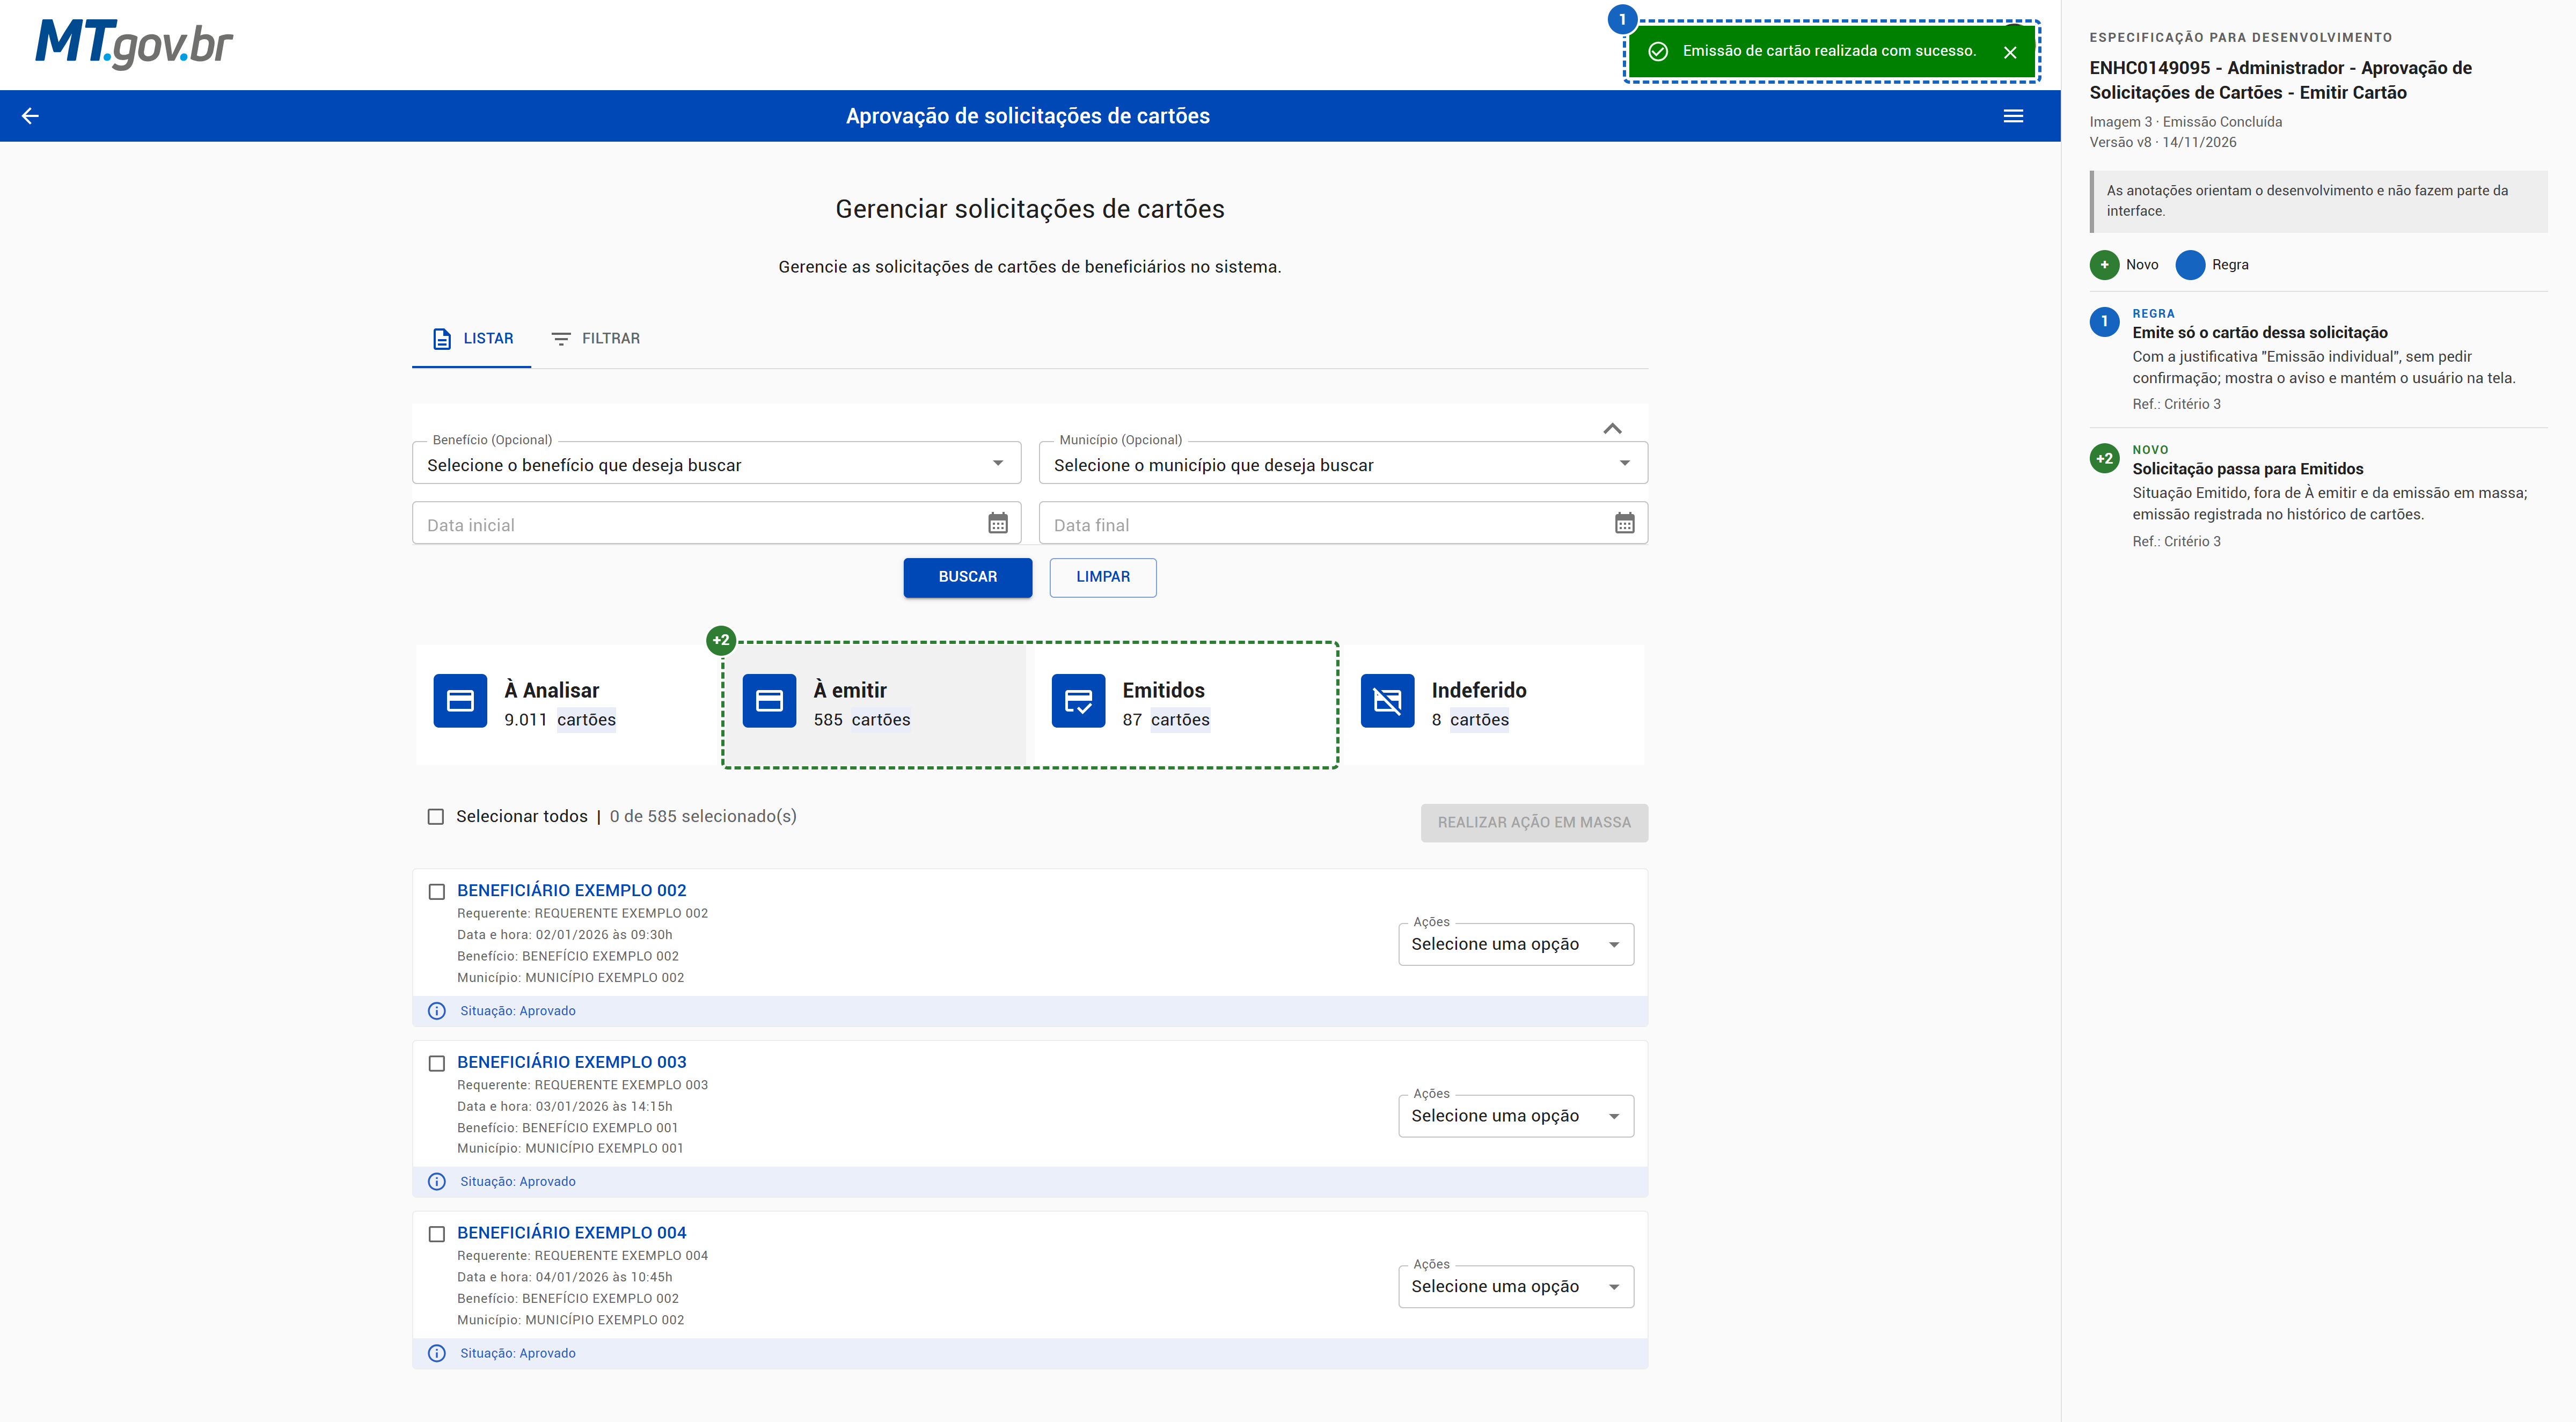 MT.gov.br
1
Emissão de cartão realizada com sucesso.
Aprovação de solicitações de cartões
Gerenciar solicitações de cartões
Gerencie as solicitações de cartões de beneficiários no sistema.
LISTAR
FILTRAR
Benefício (Opcional)
Selecione o benefício que deseja buscar
Município (Opcional)
Selecione o município que deseja buscar
Data inicial
Data final
BUSCAR
LIMPAR
+2
À Analisar
9.011 cartões
À emitir
585 cartões
Emitidos
87 cartões
Indeferido
8 cartões
Selecionar todos | 0 de 585 selecionado(s)
REALIZAR AÇÃO EM MASSA
BENEFICIÁRIO EXEMPLO 002
Requerente: REQUERENTE EXEMPLO 002
Data e hora: 02/01/2026 às 09:30h
Benefício: BENEFÍCIO EXEMPLO 002
Município: MUNICÍPIO EXEMPLO 002
Ações
Selecione uma opção
Situação: Aprovado
BENEFICIÁRIO EXEMPLO 003
Requerente: REQUERENTE EXEMPLO 003
Data e hora: 03/01/2026 às 14:15h
Benefício: BENEFÍCIO EXEMPLO 001
Município: MUNICÍPIO EXEMPLO 001
Ações
Selecione uma opção
Situação: Aprovado
BENEFICIÁRIO EXEMPLO 004
Requerente: REQUERENTE EXEMPLO 004
Data e hora: 04/01/2026 às 10:45h
Benefício: BENEFÍCIO EXEMPLO 002
Município: MUNICÍPIO EXEMPLO 002
Ações
Selecione uma opção
Situação: Aprovado
ESPECIFICAÇÃO PARA DESENVOLVIMENTO
ENHC0149095 - Administrador - Aprovação de
Solicitações de Cartões - Emitir Cartão
Imagem 3 · Emissão Concluída
Versão v8 · 14/11/2026
As anotações orientam o desenvolvimento e não fazem parte da
interface.
+ Novo
Regra
1
REGRA
Emite só o cartão dessa solicitação
Com a justificativa "Emissão individual", sem pedir
confirmação; mostra o aviso e mantém o usuário na tela.
Ref.: Critério 3
+2
NOVO
Solicitação passa para Emitidos
Situação Emitido, fora de À emitir e da emissão em massa;
emissão registrada no histórico de cartões.
Ref.: Critério 3